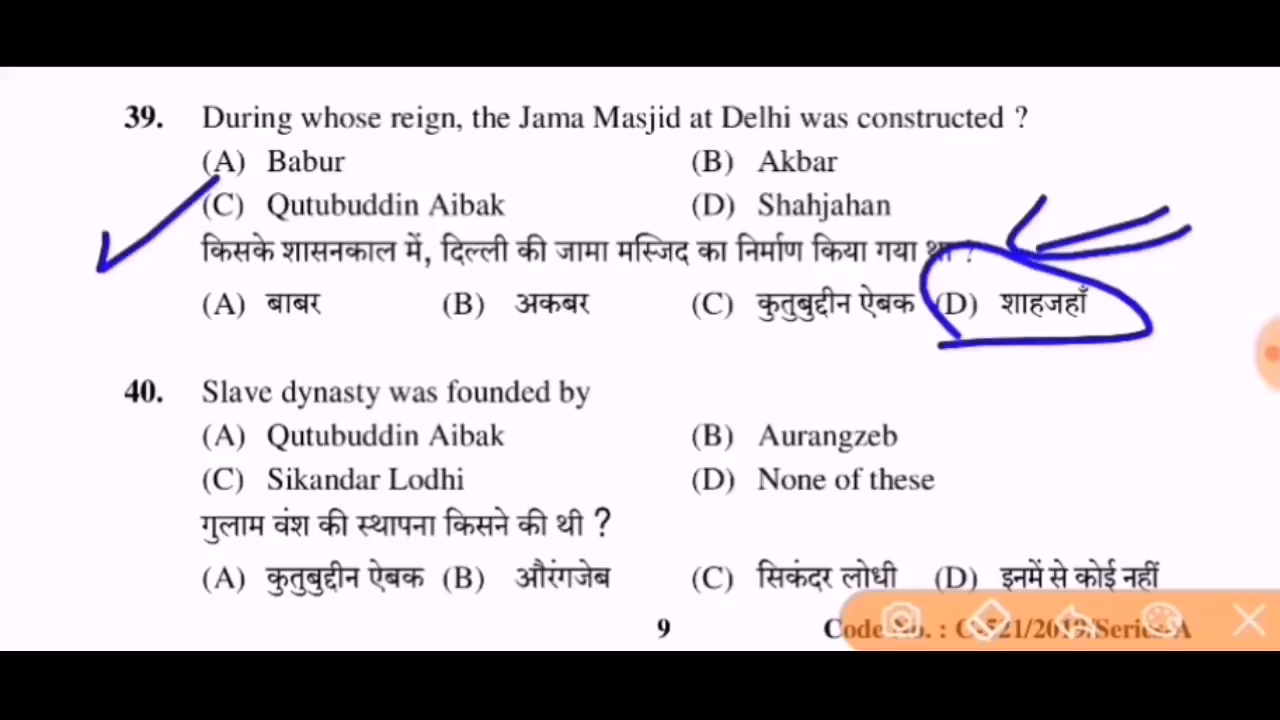 39. During whose reign, the Jama Masjid at Delhi was constructed ?
(A) Babur (B) Akbar
(C) Qutubuddin Aibak (D) Shahjahan
किसके शासनकाल में, दिल्ली की जामा मस्जिद का निर्माण किया गया था ?
(A) बाबर (B) अकबर (C) कुतुबुद्दीन ऐबक (D) शाहजहाँ
40. Slave dynasty was founded by
(A) Qutubuddin Aibak (B) Aurangzeb
(C) Sikandar Lodhi (D) None of these
गुलाम वंश की स्थापना किसने की थी ?
(A) कुतुबुद्दीन ऐबक (B) औरंगजेब (C) सिकंदर लोधी (D) इनमें से कोई नहीं
9 Code No. :